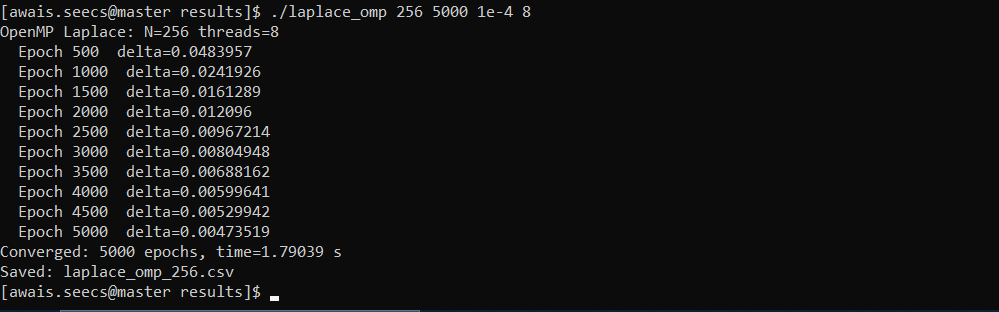 [awais.seecs@master results]$ ./laplace_omp 256 5000 1e-4 8
OpenMP Laplace: N=256 threads=8
  Epoch 500  delta=0.0483957
  Epoch 1000  delta=0.0241926
  Epoch 1500  delta=0.0161289
  Epoch 2000  delta=0.012096
  Epoch 2500  delta=0.00967214
  Epoch 3000  delta=0.00804948
  Epoch 3500  delta=0.00688162
  Epoch 4000  delta=0.00599641
  Epoch 4500  delta=0.00529942
  Epoch 5000  delta=0.00473519
Converged: 5000 epochs, time=1.79039 s
Saved: laplace_omp_256.csv
[awais.seecs@master results]$